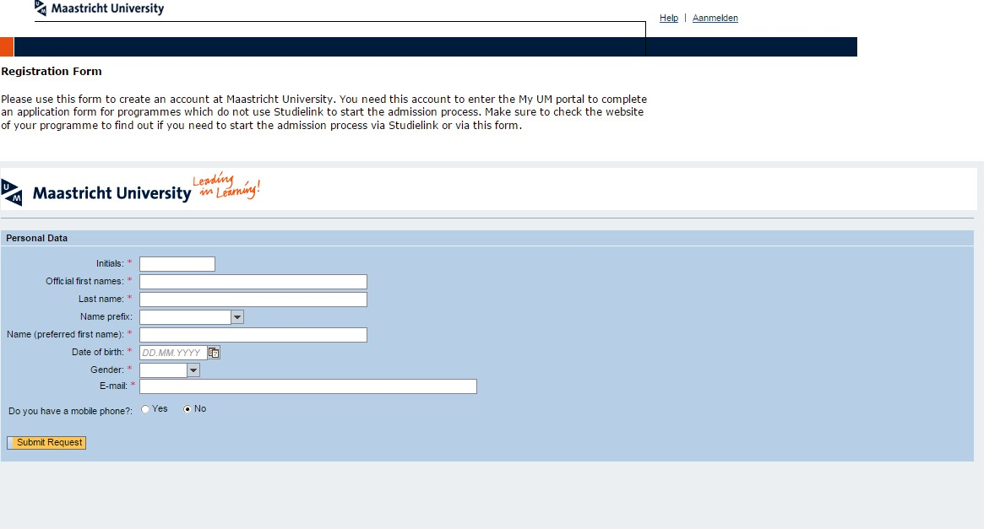 UM Maastricht University
Help | Aanmelden
Registration Form
Please use this form to create an account at Maastricht University. You need this account to enter the My UM portal to complete
an application form for programmes which do not use Studielink to start the admission process. Make sure to check the website
of your programme to find out if you need to start the admission process via Studielink or via this form.
UM Maastricht University Leading in Learning!
Personal Data
Initials: *
Official first names: *
Last name: *
Name prefix:
Name (preferred first name): *
Date of birth: * DD.MM.YYYY
Gender: *
E-mail: *
Do you have a mobile phone?: Yes No
Submit Request